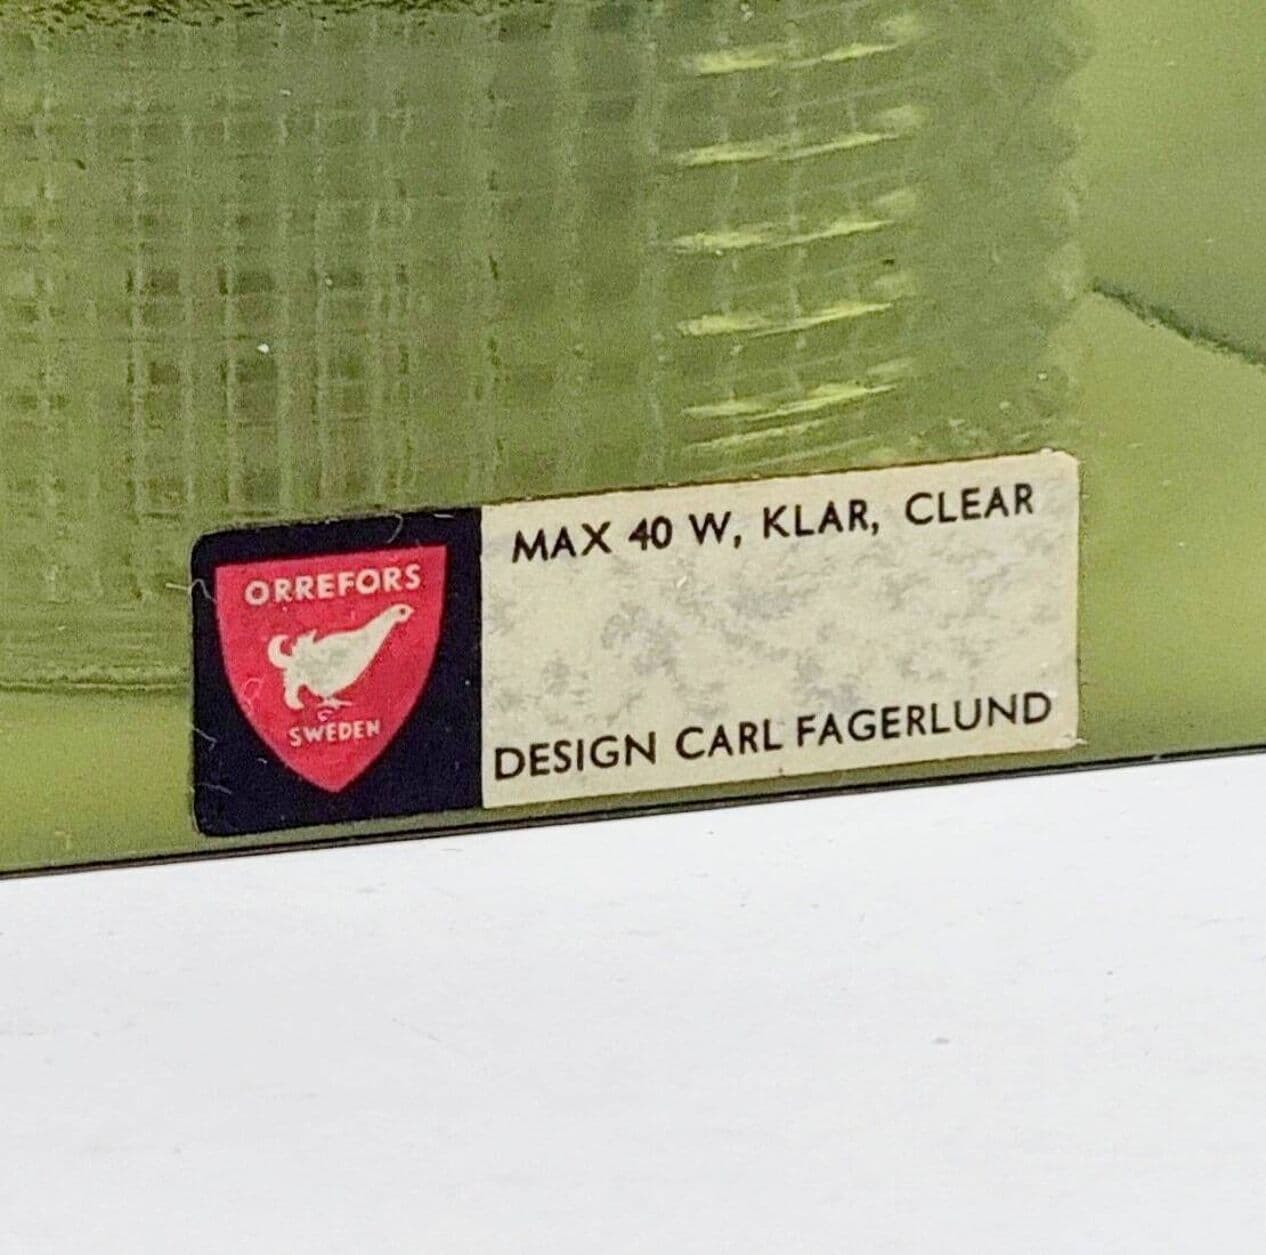 ORREFORS
SWEDEN
MAX 40 W, KLAR, CLEAR
DESIGN CARL FAGERLUND